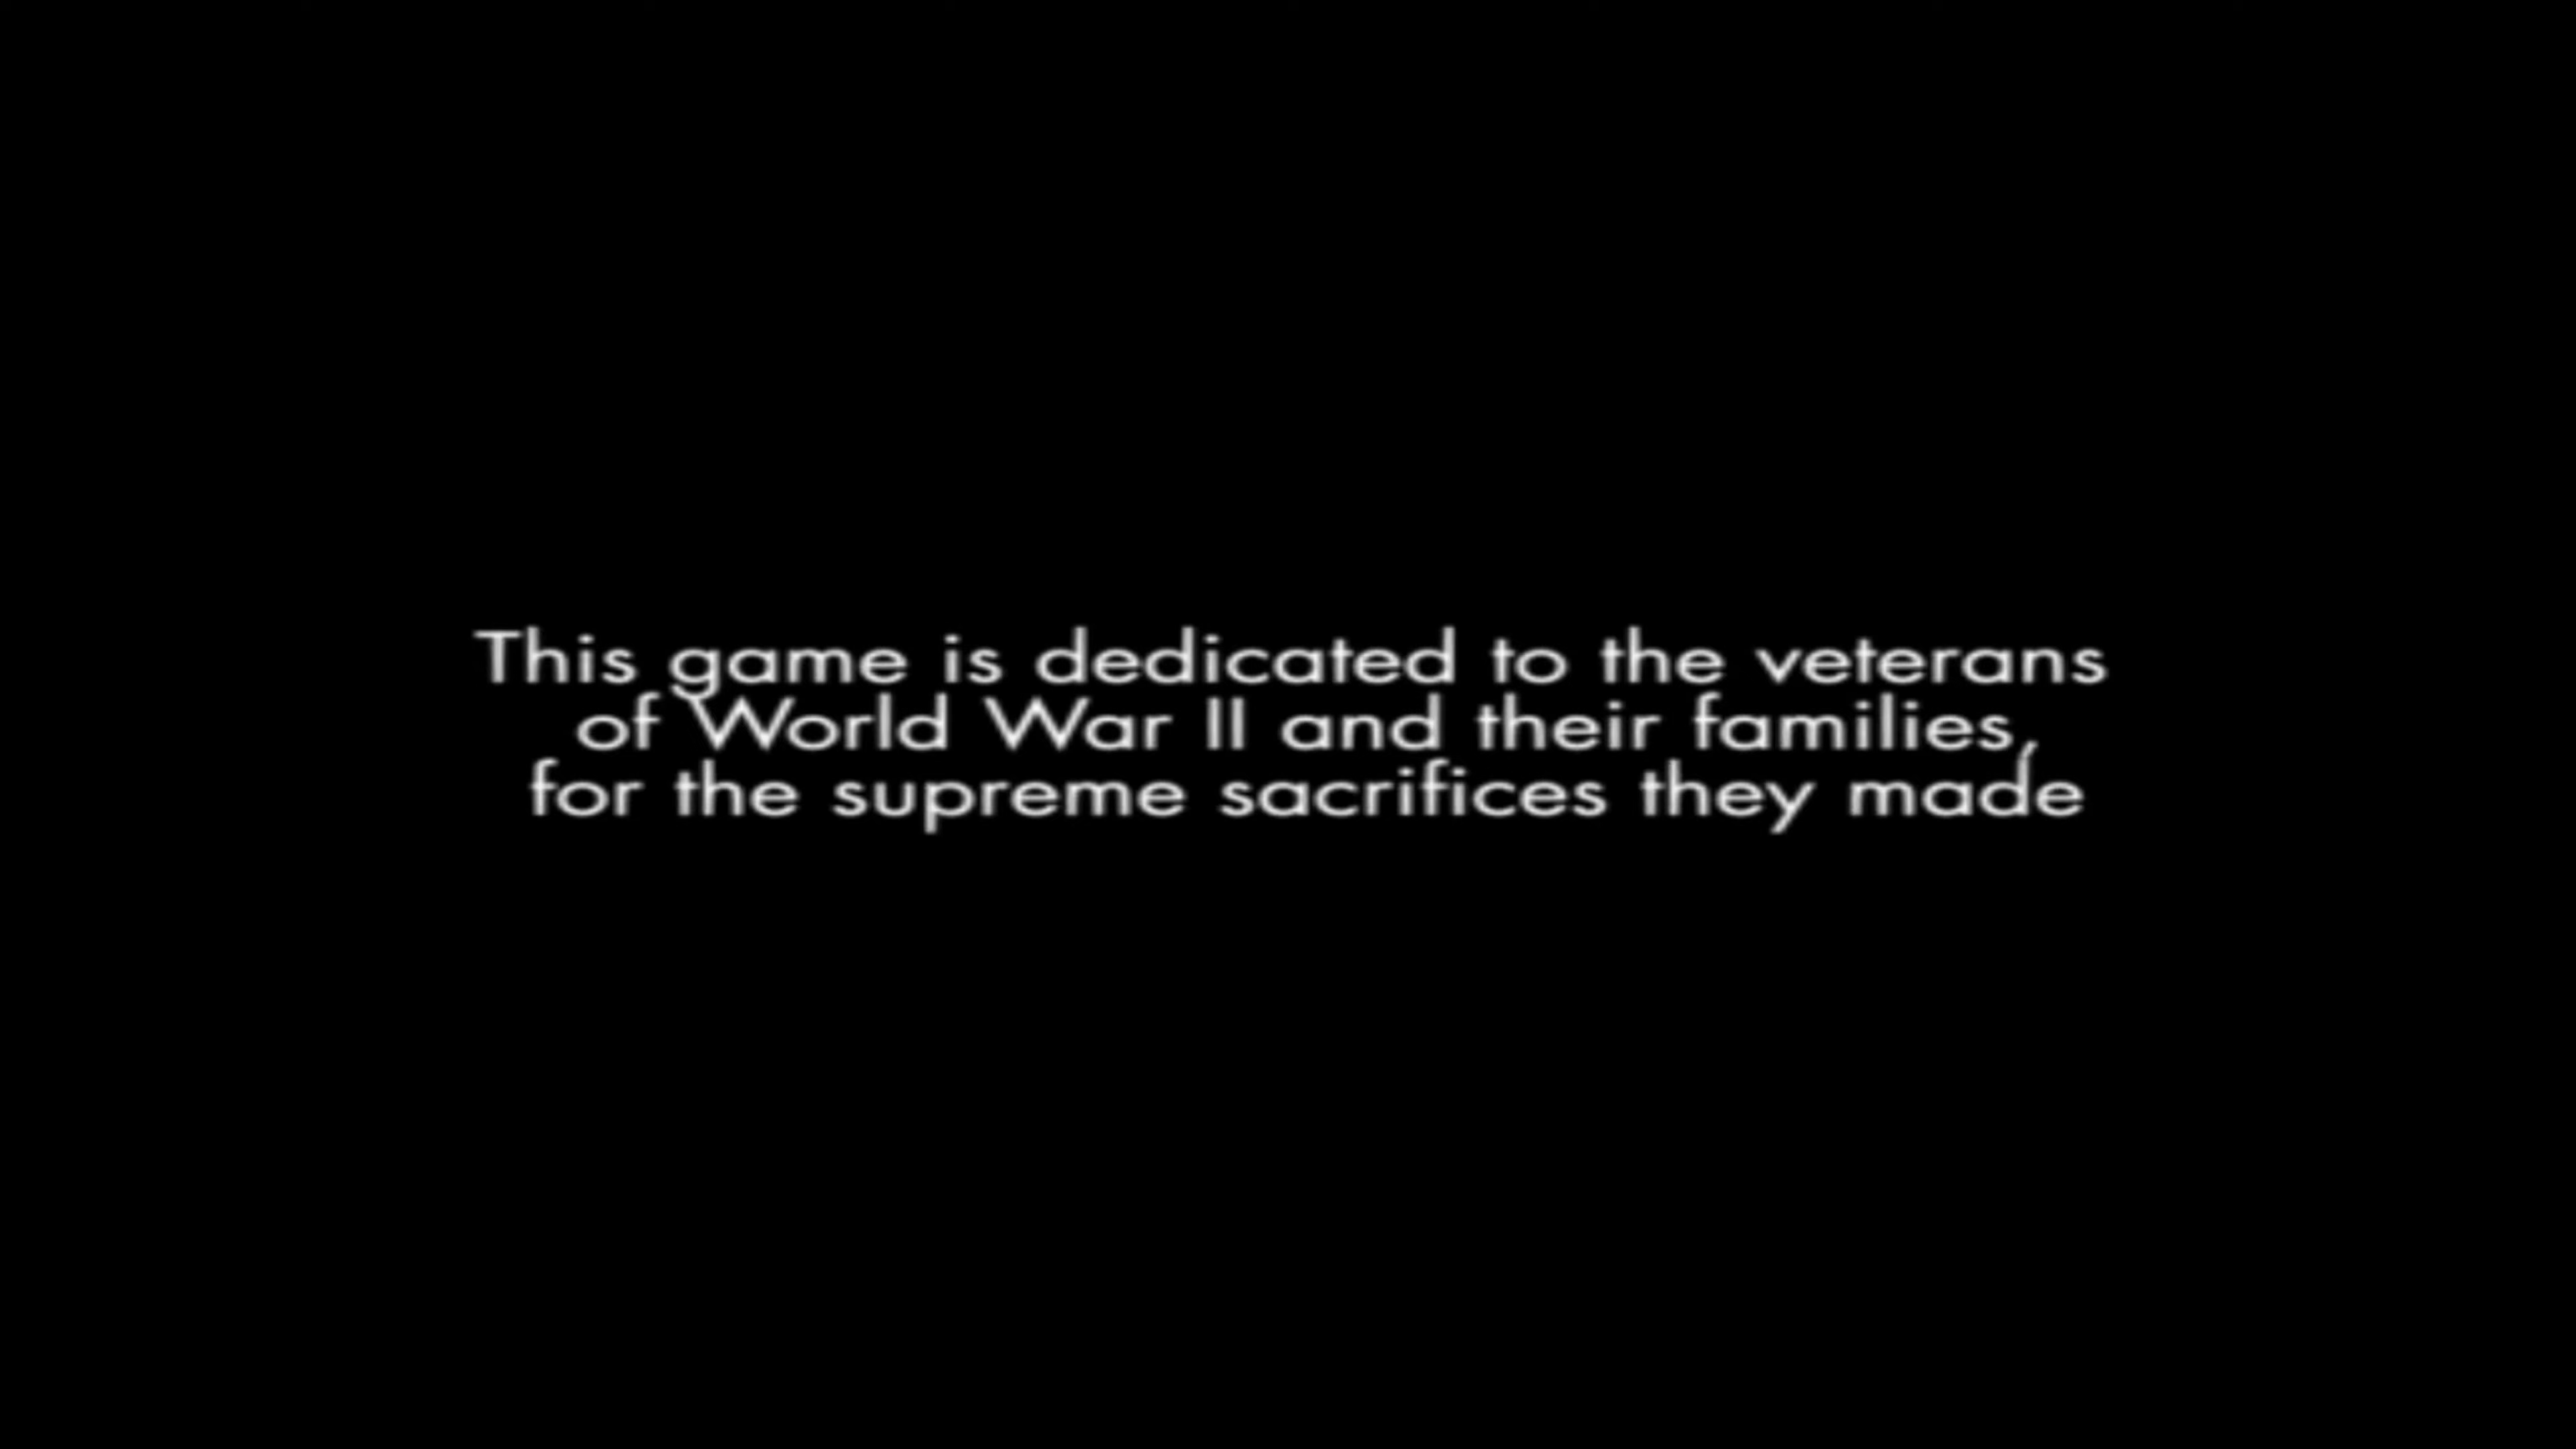 This game is dedicated to the veterans
of World War II and their families,
for the supreme sacrifices they made